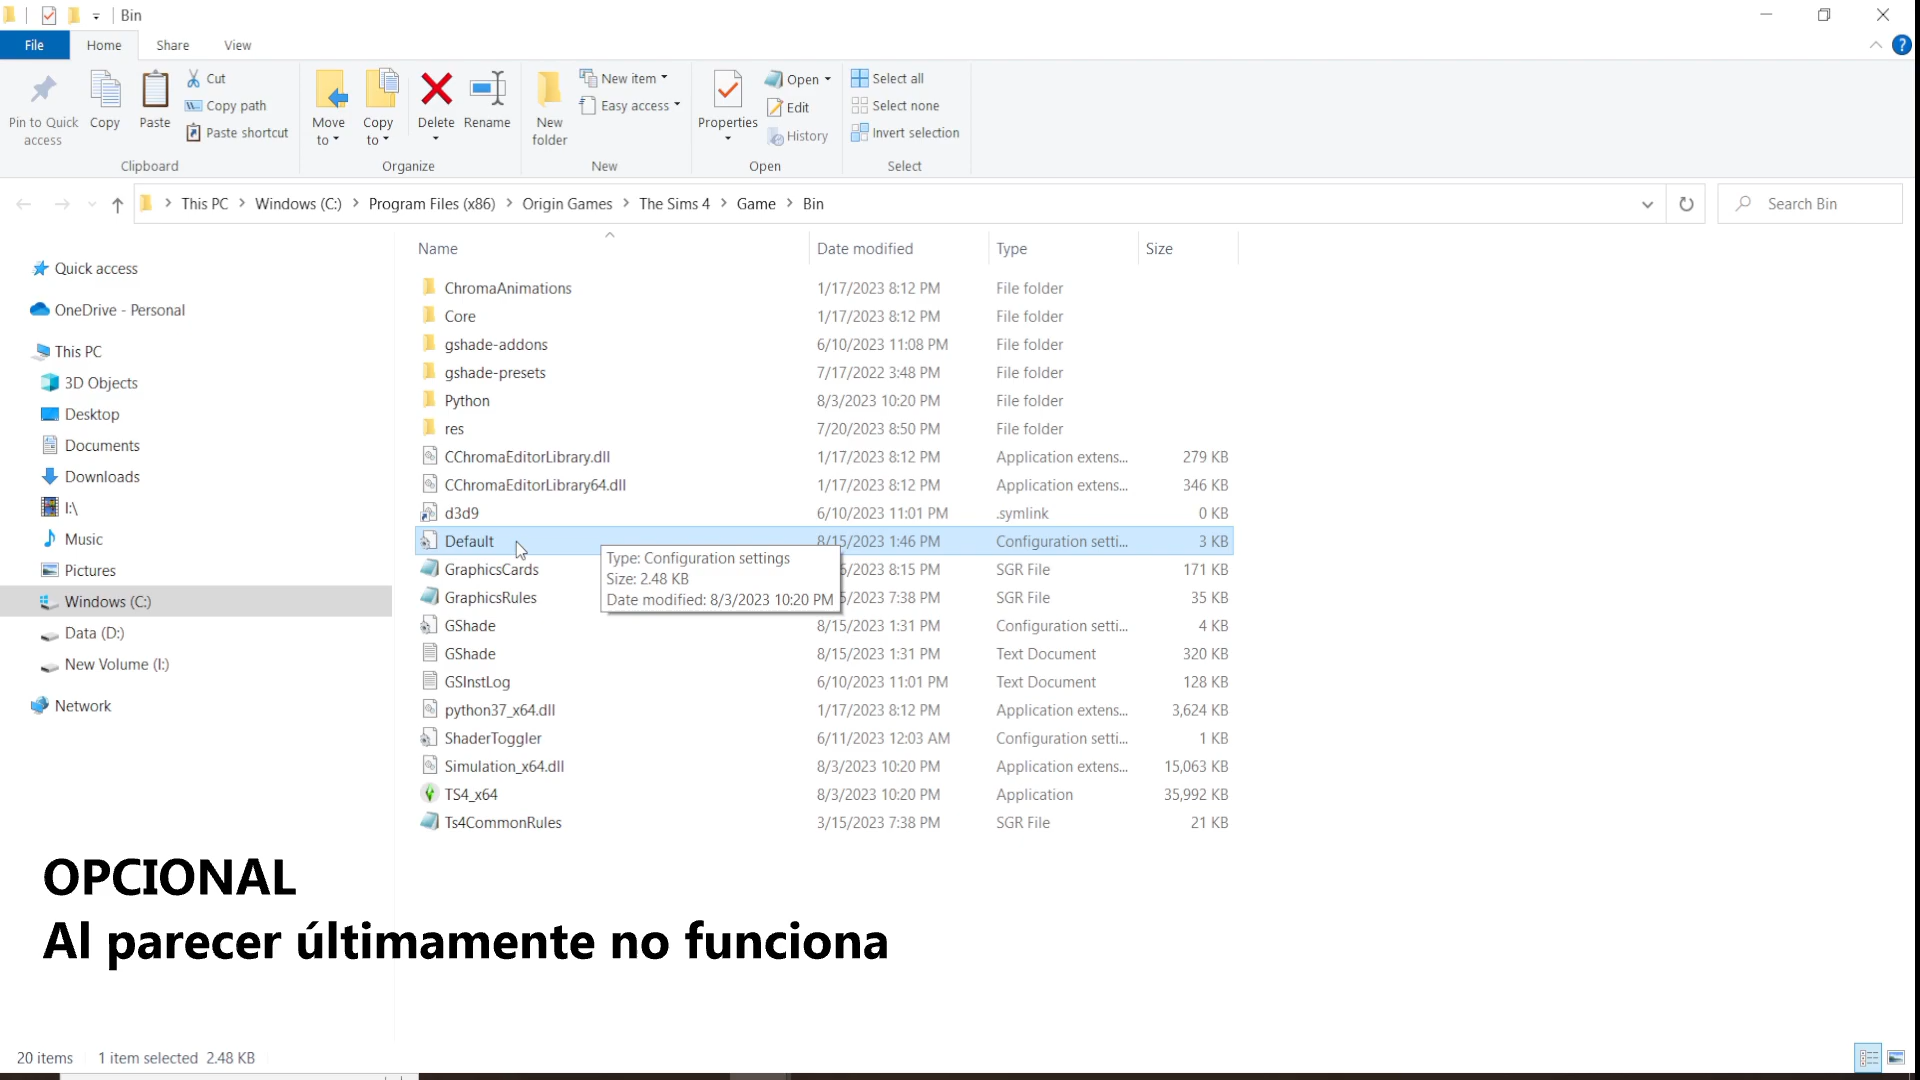 Bin
File Home Share View
Pin to Quick access
Copy
Paste
Cut
Copy path
Paste shortcut
Clipboard
Move to
Copy to
Delete
Rename
Organize
New folder
New item
Easy access
New
Properties
Open
Edit
History
Open
Select all
Select none
Invert selection
Select
This PC > Windows (C:) > Program Files (x86) > Origin Games > The Sims 4 > Game > Bin
Search Bin
Quick access
OneDrive - Personal
This PC
3D Objects
Desktop
Documents
Downloads
I:\
Music
Pictures
Windows (C:)
Data (D:)
New Volume (I:)
Network
Name Date modified Type Size
ChromaAnimations 1/17/2023 8:12 PM File folder
Core 1/17/2023 8:12 PM File folder
gshade-addons 6/10/2023 11:08 PM File folder
gshade-presets 7/17/2022 3:48 PM File folder
Python 8/3/2023 10:20 PM File folder
res 7/20/2023 8:50 PM File folder
CChromaEditorLibrary.dll 1/17/2023 8:12 PM Application extens... 279 KB
CChromaEditorLibrary64.dll 1/17/2023 8:12 PM Application extens... 346 KB
d3d9 6/10/2023 11:01 PM .symlink 0 KB
Default 8/15/2023 1:46 PM Configuration setti... 3 KB
Type: Configuration settings
Size: 2.48 KB
Date modified: 8/3/2023 10:20 PM
GraphicsCards 8:15 PM SGR File 171 KB
GraphicsRules 7:38 PM SGR File 35 KB
GShade 8/15/2023 1:31 PM Configuration setti... 4 KB
GShade 8/15/2023 1:31 PM Text Document 320 KB
GSInstLog 6/10/2023 11:01 PM Text Document 128 KB
python37_x64.dll 1/17/2023 8:12 PM Application extens... 3,624 KB
ShaderToggler 6/11/2023 12:03 AM Configuration setti... 1 KB
Simulation_x64.dll 8/3/2023 10:20 PM Application extens... 15,063 KB
TS4_x64 8/3/2023 10:20 PM Application 35,992 KB
Ts4CommonRules 3/15/2023 7:38 PM SGR File 21 KB
OPCIONAL
Al parecer últimamente no funciona
20 items 1 item selected 2.48 KB